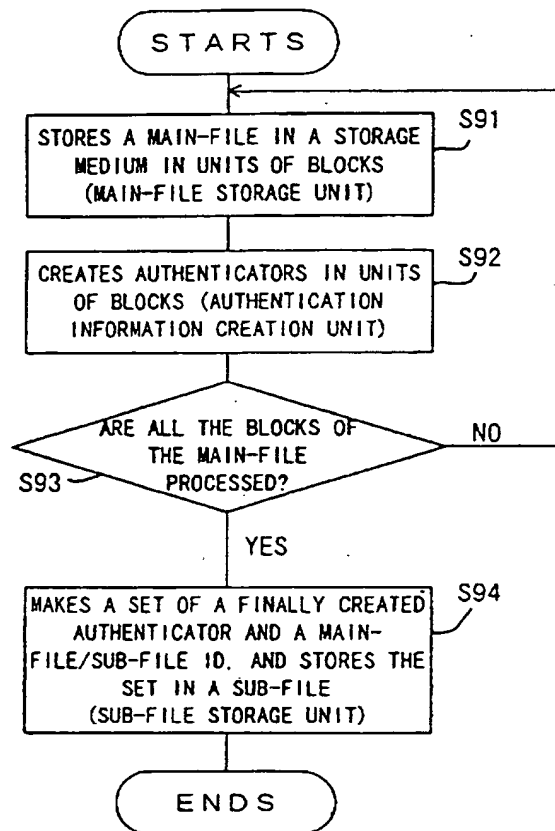 STARTS
S91
STORES A MAIN-FILE IN A STORAGE
MEDIUM IN UNITS OF BLOCKS
(MAIN-FILE STORAGE UNIT)
S92
CREATES AUTHENTICATORS IN UNITS
OF BLOCKS (AUTHENTICATION
INFORMATION CREATION UNIT)
ARE ALL THE BLOCKS OF
THE MAIN-FILE
PROCESSED?
NO
S93
YES
S94
MAKES A SET OF A FINALLY CREATED
AUTHENTICATOR AND A MAIN-
FILE/SUB-FILE ID. AND STORES THE
SET IN A SUB-FILE
(SUB-FILE STORAGE UNIT)
ENDS